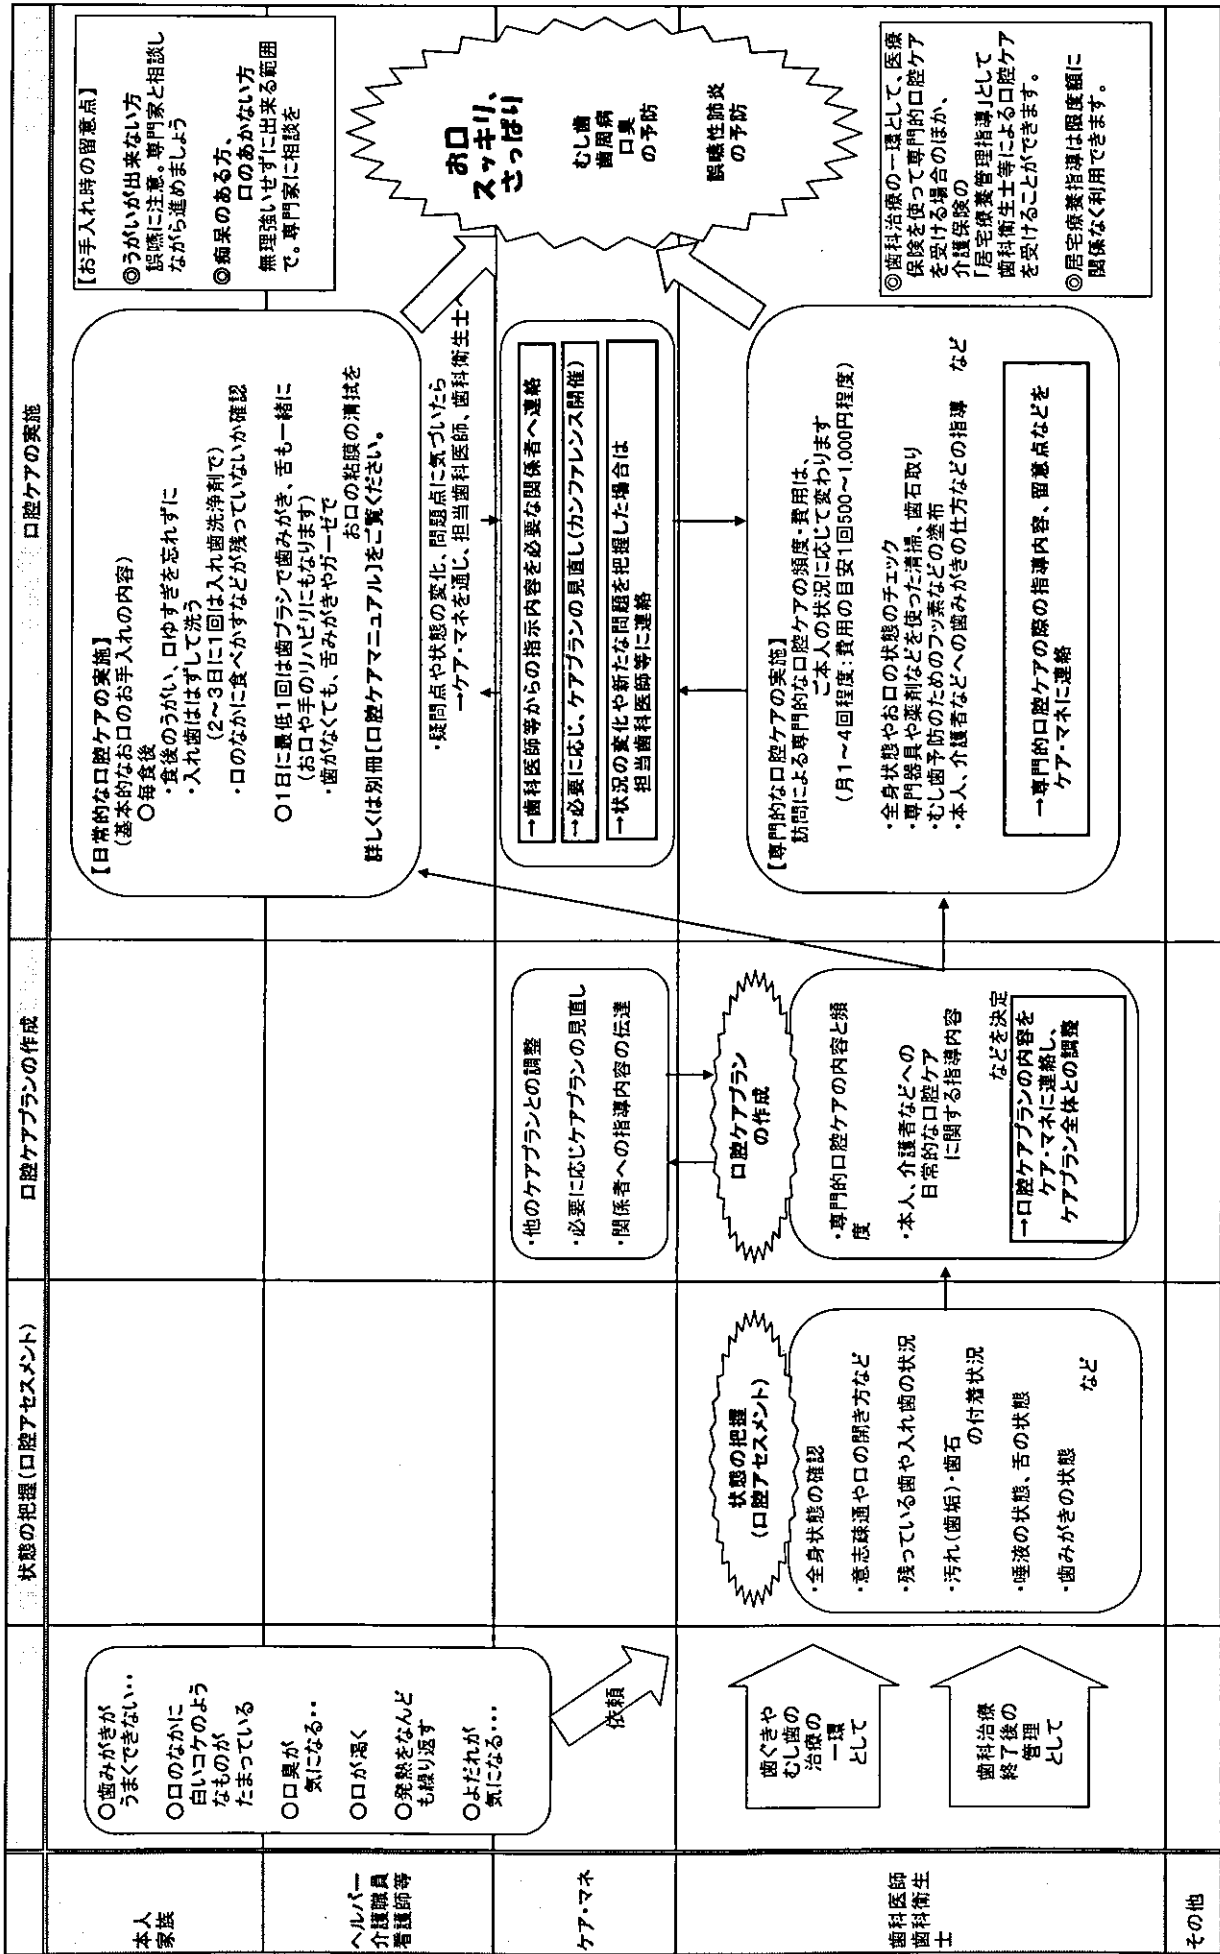 状態の把握(口腔アセスメント)
口腔ケアプランの作成
口腔ケアの実施
本人
家族
ヘルパー
介護職員
看護師等
ケア・マネ
歯科医師
歯科衛生
士
その他
○歯みがきが
うまくできない‥
○口のなかに
白いコケのよう
なものが
たまっている
○口臭が
気になる‥
○口が渇く
○発熱をなんど
も繰り返す
○よだれが
気になる…
依頼
歯ぐきや
むし歯の
治療の
一環
として
歯科治療
終了後の
管理
として
状態の把握
(口腔アセスメント)
・全身状態の確認
・意志疎通や口の開き方など
・残っている歯や入れ歯の状況
・汚れ(歯垢)・歯石
の付着状況
・唾液の状態、舌の状態
・歯みがきの状態
など
・他のケアプランとの調整
・必要に応じケアプランの見直し
・関係者への指導内容の伝達
口腔ケアプラン
の作成
・専門的口腔ケアの内容と頻
度
・本人、介護者などへの
日常的な口腔ケア
に関する指導内容
などを決定
→口腔ケアプランの内容を
ケア・マネに連絡し、
ケアプラン全体との調整
【日常的な口腔ケアの実施】
(基本的なお口のお手入れの内容)
○毎食後
・食後のうがい、口ゆすぎを忘れずに
・入れ歯ははずして洗う
(2~3日に1回は入れ歯洗浄剤で)
・口のなかに食べかすなどが残っていないか確認
○1日に最低1回は歯ブラシで歯みがき、舌も一緒に
(お口や手のリハビリにもなります)
・歯がなくても、舌みがきやガーゼで
お口の粘膜の清拭を
詳しくは別冊[口腔ケアマニュアル]をご覧ください。
・疑問点や状態の変化、問題点に気づいたら
→ケア・マネを通じ、担当歯科医師、歯科衛生士へ
→歯科医師等からの指示内容を必要な関係者へ連絡
→必要に応じ、ケアプランの見直し(カンファレンス開催)
→状況の変化や新たな問題を把握した場合は
担当歯科医師等に連絡
【専門的な口腔ケアの実施】
訪問による専門的な口腔ケアの頻度・費用は、
ご本人の状況に応じて変わります
(月1~4回程度:費用の目安1回500~1,000円程度)
・全身状態やお口の状態のチェック
・専門器具や薬剤などを使った清掃、歯石取り
・むし歯予防のためのフッ素などの塗布
・本人、介護者などへの歯みがきの仕方などの指導 など
→専門的口腔ケアの際の指導内容、留意点などを
ケア・マネに連絡
【お手入れ時の留意点】
◎うがいが出来ない方
誤嚥に注意。専門家と相談し
ながら進めましょう
◎痴呆のある方、
口のあかない方
無理強いせずに出来る範囲
で。専門家に相談を
お口
スッキリ、
さっぱり
むし歯
歯周病
口臭
の予防
誤嚥性肺炎
の予防
◎歯科治療の一環として、医療
保険を使って専門的口腔ケア
を受ける場合のほか、
介護保険の
「居宅療養管理指導」として
歯科衛生士等による口腔ケア
を受けることができます。
◎居宅療養指導は限度額に
関係なく利用できます。